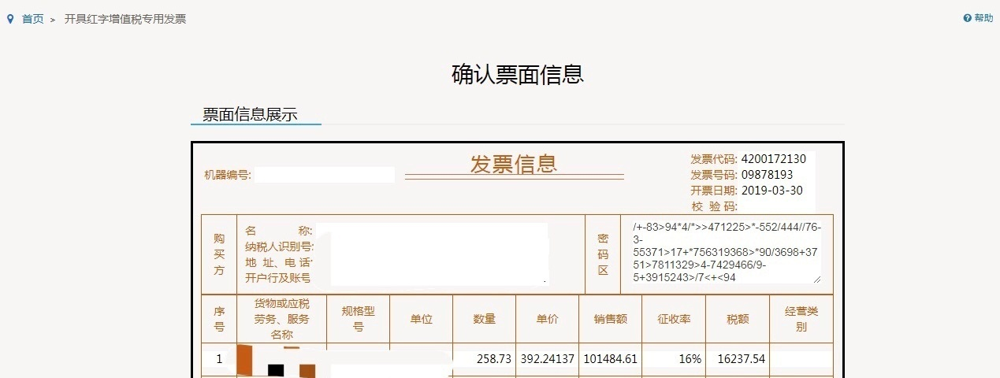 首页 > 开具红字增值税专用发票
帮助
确认票面信息
票面信息展示
发票信息
机器编号:
发票代码: 4200172130
发票号码: 09878193
开票日期: 2019-03-30
校 验 码:
购买方
名 称:
纳税人识别号:
地 址、电 话:
开户行及账号
密码区
/+-83>94*4/*>>471225>*-552/444//76-
3-
55371>17+*756319368>*90/3698+37
51>7811329>4-7429466/9-
5+3915243>/7<+<94
序号 货物或应税劳务、服务名称 规格型号 单位 数量 单价 销售额 征收率 税额 经营类别
1 258.73 392.24137 101484.61 16% 16237.54